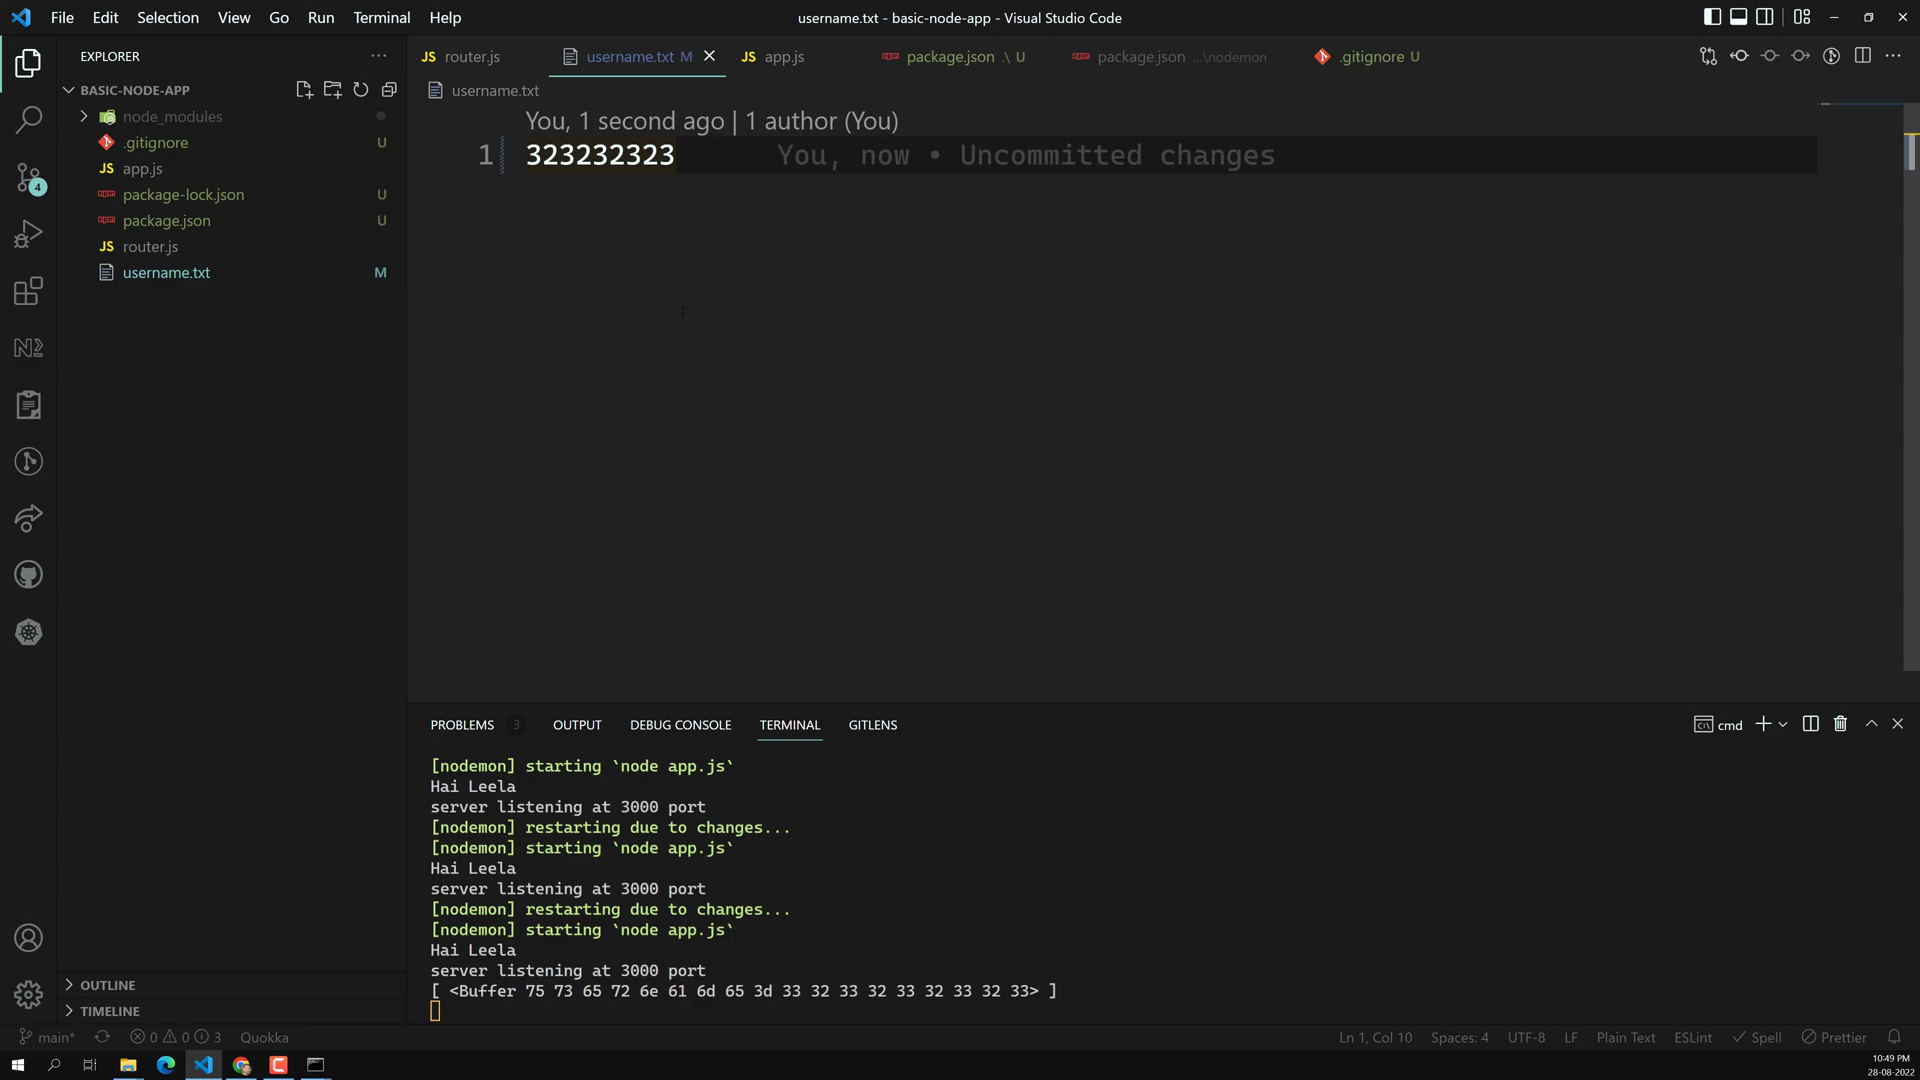 File Edit Selection View Go Run Terminal Help
username.txt - basic-node-app - Visual Studio Code
EXPLORER
JS router.js
username.txt M
JS app.js
package.json .\ U
package.json ...\nodemon
.gitignore U
BASIC-NODE-APP
username.txt
node_modules
You, 1 second ago | 1 author (You)
.gitignore U
1 323232323 You, now • Uncommitted changes
JS app.js
package-lock.json U
4
package.json U
JS router.js
username.txt M
PROBLEMS 3 OUTPUT DEBUG CONSOLE TERMINAL GITLENS
cmd
[nodemon] starting `node app.js`
Hai Leela
server listening at 3000 port
[nodemon] restarting due to changes...
[nodemon] starting `node app.js`
Hai Leela
server listening at 3000 port
[nodemon] restarting due to changes...
[nodemon] starting `node app.js`
Hai Leela
server listening at 3000 port
[ <Buffer 75 73 65 72 6e 61 6d 65 3d 33 32 33 32 33 32 33 32 33> ]
OUTLINE
TIMELINE
main* 0 0 3 Quokka
Ln 1, Col 10 Spaces: 4 UTF-8 LF Plain Text ESLint Spell Prettier
10:49 PM
28-08-2022